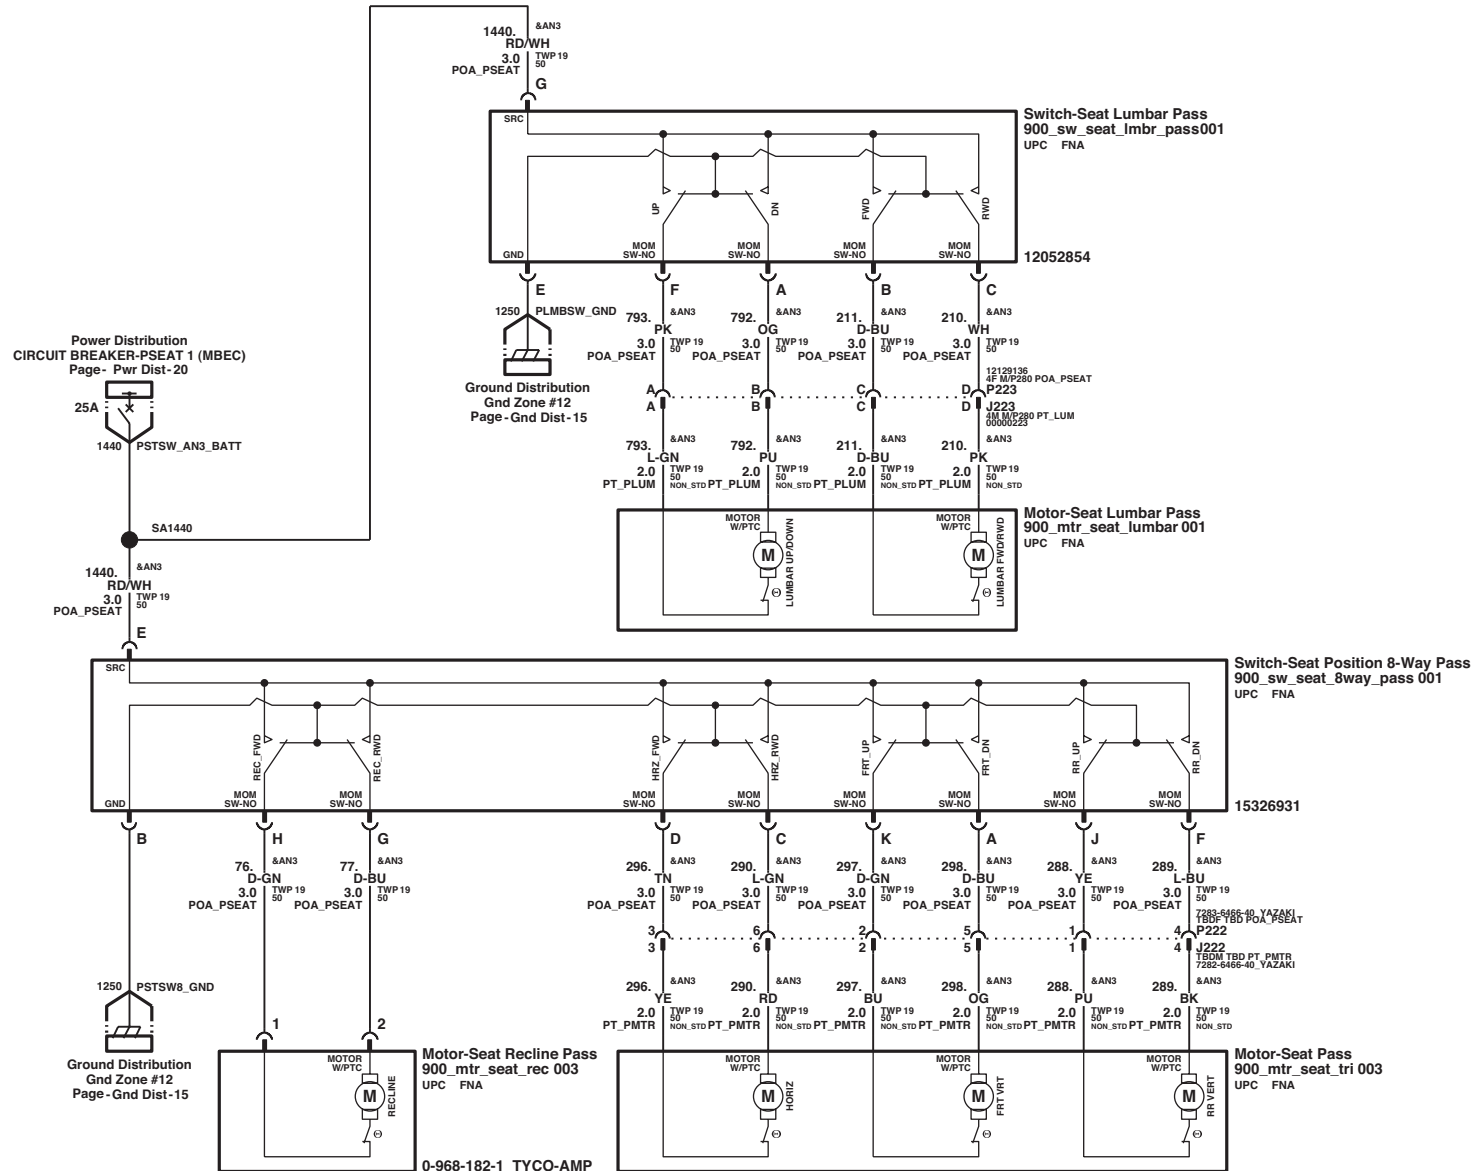 1440. &AN3
RD/WH
3.0 TWP 19
50
POA_PSEAT
G
SRC
Switch-Seat Lumbar Pass
900_sw_seat_lmbr_pass001
UPC FNA
UP DN FWD RWD
GND MOM SW-NO MOM SW-NO MOM SW-NO MOM SW-NO
12052854
E F A B C
1250 PLMBSW_GND
793. &AN3 792. &AN3 211. &AN3 210. &AN3
PK OG D-BU WH
3.0 TWP 19 3.0 TWP 19 3.0 TWP 19 3.0 TWP 19
50 50 50 50
POA_PSEAT POA_PSEAT POA_PSEAT POA_PSEAT
Ground Distribution
Gnd Zone #12
Page-Gnd Dist-15
12129136
4F M/P280 POA_PSEAT
A B C D P223
A B C D J223
4M M/P280 PT_LUM
00000223
793. &AN3 792. &AN3 211. &AN3 210. &AN3
L-GN PU D-BU PK
2.0 TWP 19 2.0 TWP 19 2.0 TWP 19 2.0 TWP 19
50 50 50 50
PT_PLUM NON_STD PT_PLUM NON_STD PT_PLUM NON_STD PT_PLUM NON_STD
Power Distribution
CIRCUIT BREAKER-PSEAT 1 (MBEC)
Page- Pwr Dist-20
25A
1440 PSTSW_AN3_BATT
SA1440
MOTOR W/PTC MOTOR W/PTC
M M
LUMBAR UP/DOWN LUMBAR FWD/RWD
Motor-Seat Lumbar Pass
900_mtr_seat_lumbar 001
UPC FNA
1440. &AN3
RD/WH
3.0 TWP 19
50
POA_PSEAT
E
SRC
Switch-Seat Position 8-Way Pass
900_sw_seat_8way_pass 001
UPC FNA
REC_FWD REC_RWD HRZ_FWD HRZ_RWD FRT_UP FRT_DN RR_UP RR_DN
GND MOM SW-NO MOM SW-NO MOM SW-NO MOM SW-NO MOM SW-NO MOM SW-NO MOM SW-NO MOM SW-NO
15326931
B H G D C K A J F
76. &AN3 77. &AN3 296. &AN3 290. &AN3 297. &AN3 298. &AN3 288. &AN3 289. &AN3
D-GN D-BU TN L-GN D-GN D-BU YE L-BU
3.0 TWP 19 3.0 TWP 19 3.0 TWP 19 3.0 TWP 19 3.0 TWP 19 3.0 TWP 19 3.0 TWP 19 3.0 TWP 19
50 50 50 50 50 50 50 50
POA_PSEAT POA_PSEAT POA_PSEAT POA_PSEAT POA_PSEAT POA_PSEAT POA_PSEAT POA_PSEAT
7283-6466-40_YAZAKI
TBDF TBD POA_PSEAT
3 6 2 5 1 4 P222
3 6 2 5 1 4 J222
TBDM TBD PT_PMTR
7282-6466-40_YAZAKI
1250 PSTSW8_GND
296. &AN3 290. &AN3 297. &AN3 298. &AN3 288. &AN3 289. &AN3
YE RD BU OG PU BK
2.0 TWP 19 2.0 TWP 19 2.0 TWP 19 2.0 TWP 19 2.0 TWP 19 2.0 TWP 19
50 50 50 50 50 50
PT_PMTR NON_STD PT_PMTR NON_STD PT_PMTR NON_STD PT_PMTR NON_STD PT_PMTR NON_STD PT_PMTR NON_STD
1 2
Ground Distribution
Gnd Zone #12
Page-Gnd Dist-15
MOTOR W/PTC
M
RECLINE
Motor-Seat Recline Pass
900_mtr_seat_rec 003
UPC FNA
0-968-182-1 TYCO-AMP
MOTOR W/PTC MOTOR W/PTC MOTOR W/PTC
M M M
HORIZ FRT VRT RR VERT
Motor-Seat Pass
900_mtr_seat_tri 003
UPC FNA